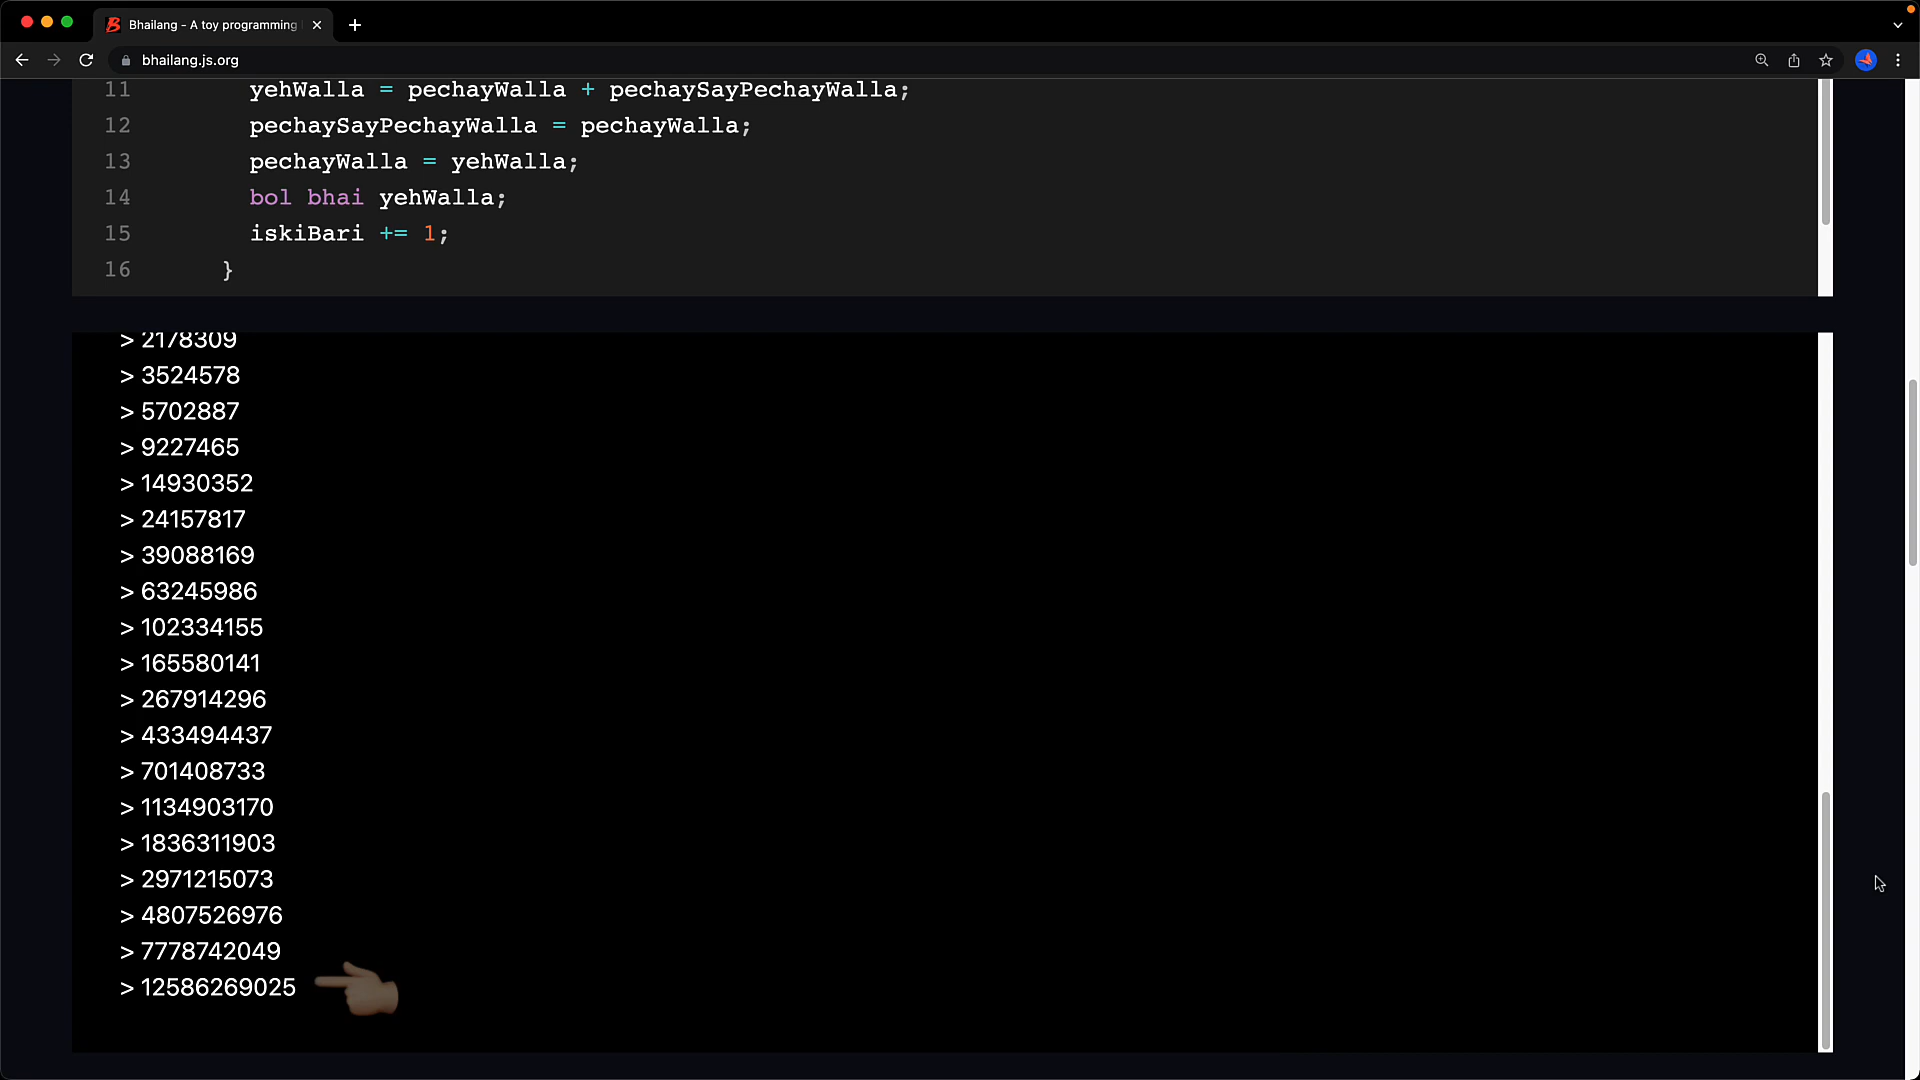 Bhailang - A toy programming
bhailang.js.org
11 yehWalla = pechayWalla + pechaySayPechayWalla;
12 pechaySayPechayWalla = pechayWalla;
13 pechayWalla = yehWalla;
14 bol bhai yehWalla;
15 iskiBari += 1;
16 }
> 2178309
> 3524578
> 5702887
> 9227465
> 14930352
> 24157817
> 39088169
> 63245986
> 102334155
> 165580141
> 267914296
> 433494437
> 701408733
> 1134903170
> 1836311903
> 2971215073
> 4807526976
> 7778742049
> 12586269025